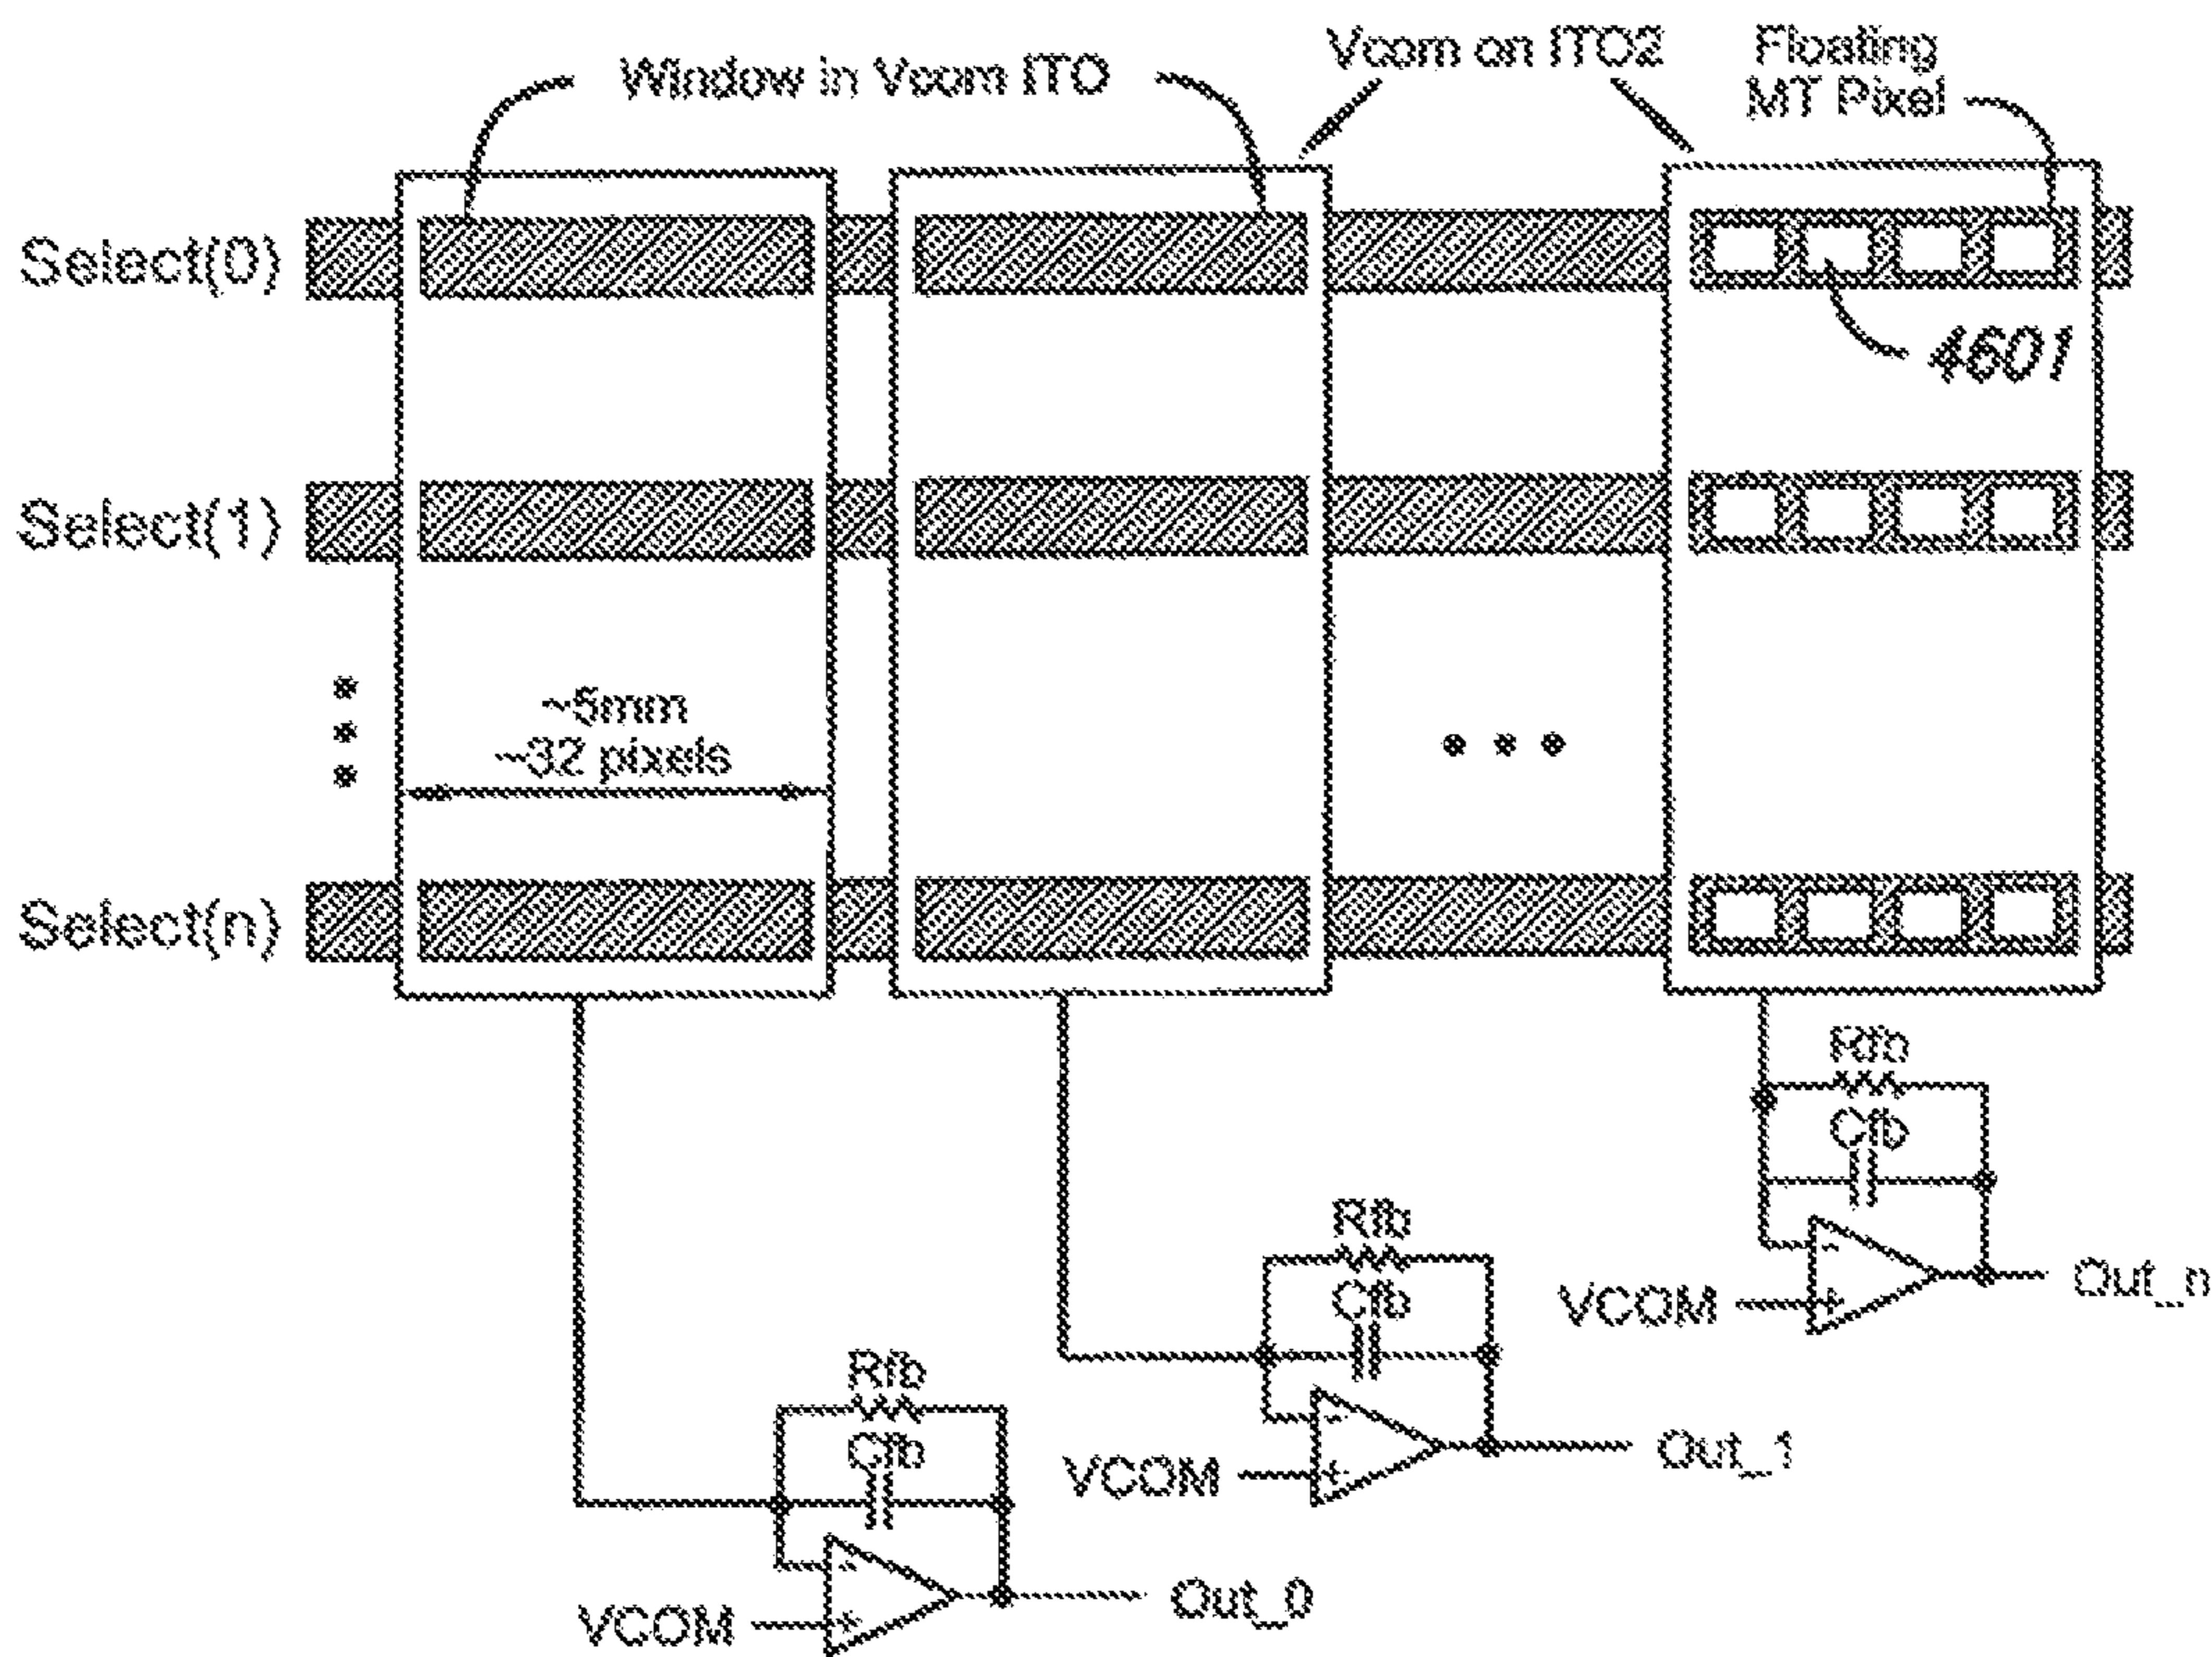 Window in Vcom ITO
Vcom on ITO2
Floating
MT Pixel
Select(0)
4601
Select(1)
~5mm
~32 pixels
Select(n)
Rfb
Cfb
-
+
VCOM
Out_n
Rfb
Cfb
-
+
VCOM
Out_1
Rfb
Cfb
-
+
VCOM
Out_0